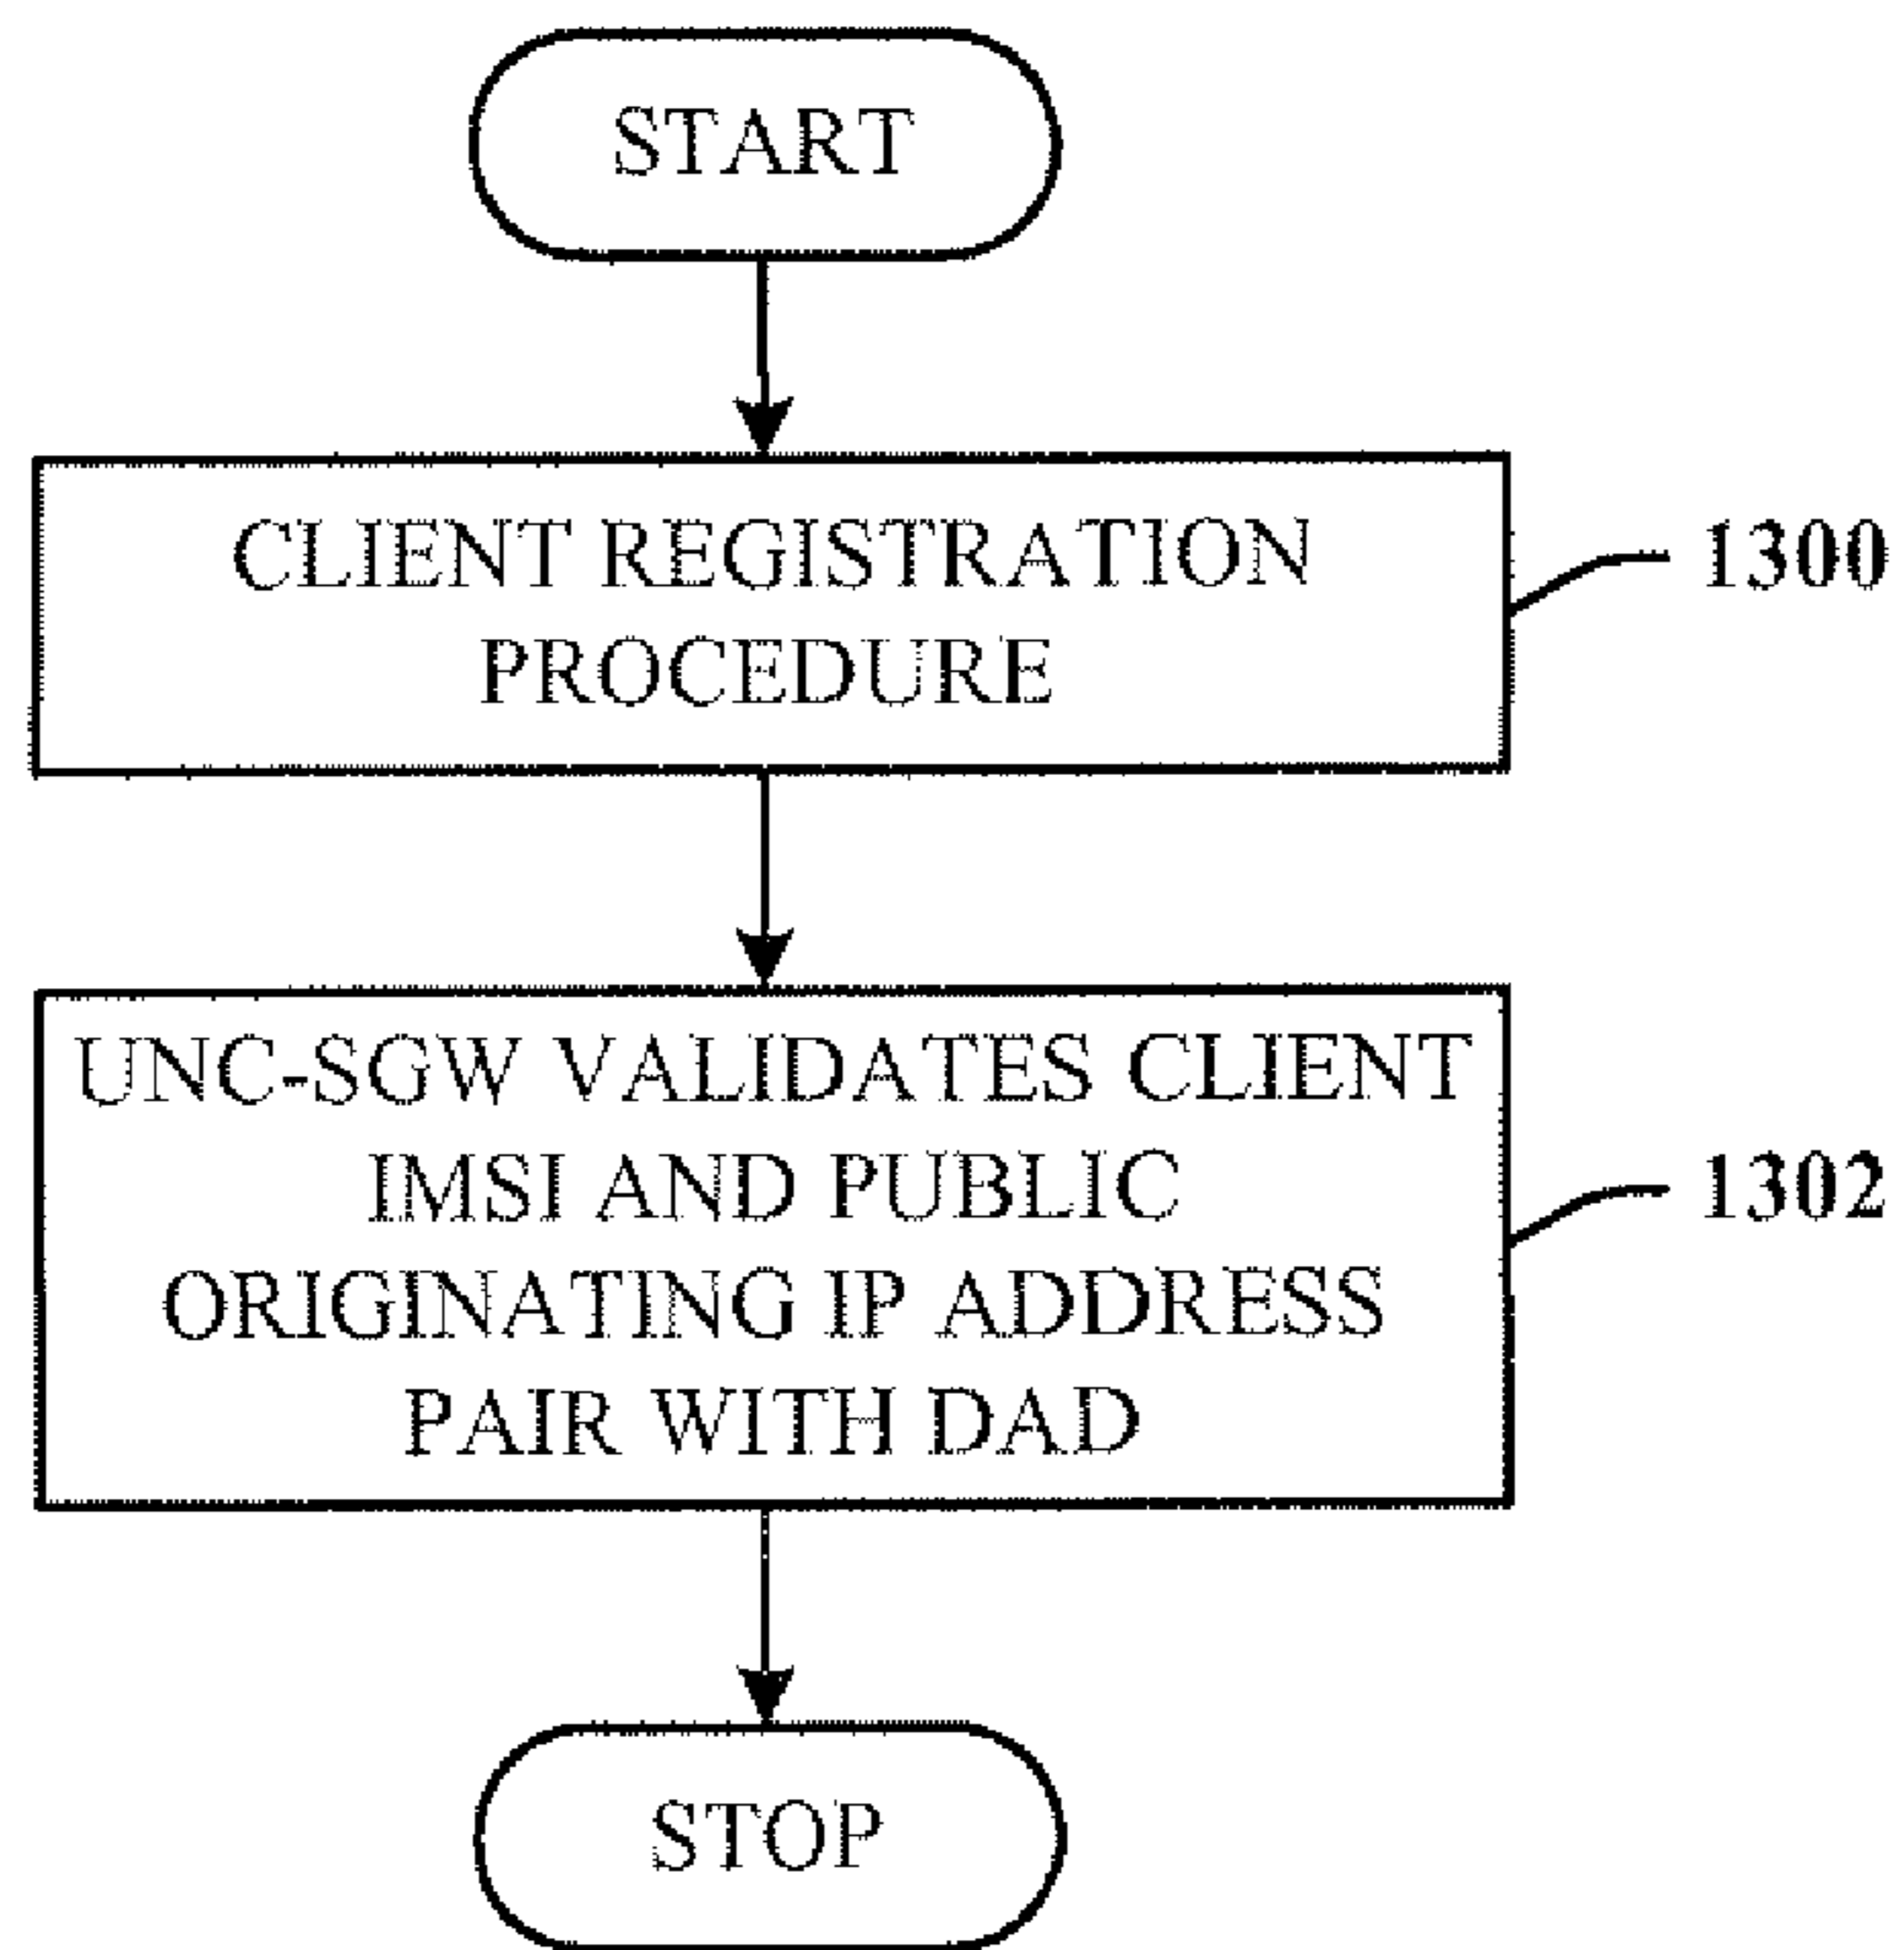 START
CLIENT REGISTRATION
PROCEDURE
1300
UNC-SGW VALIDATES CLIENT
IMSI AND PUBLIC
ORIGINATING IP ADDRESS
PAIR WITH DAD
1302
STOP